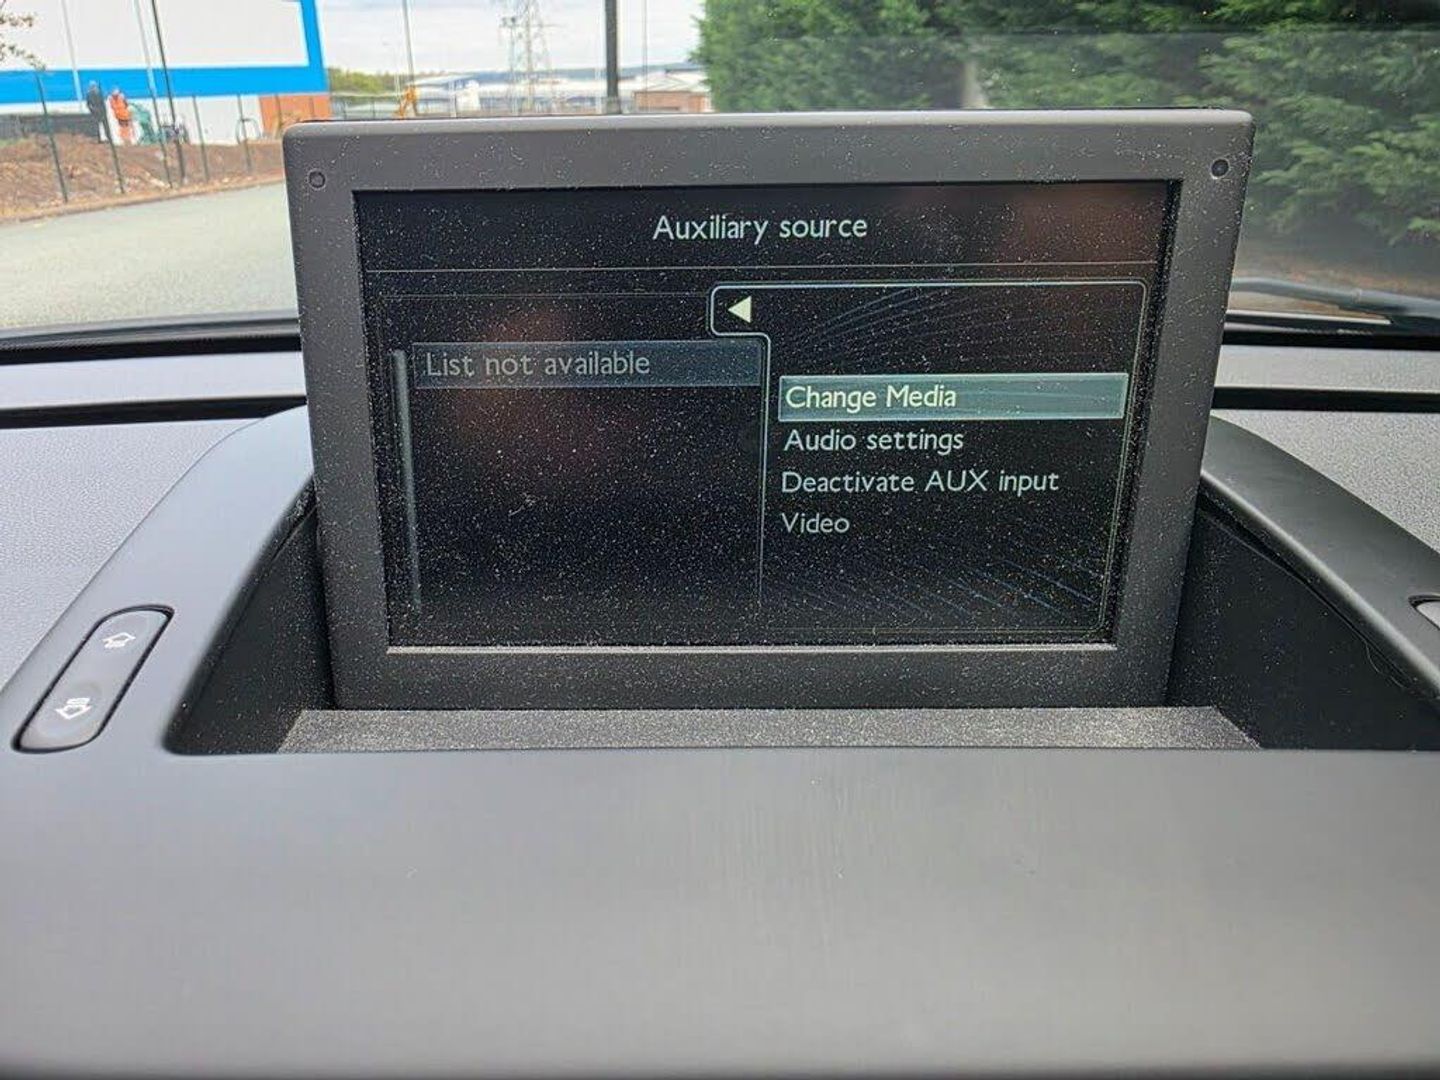 Auxiliary source
List not available
Change Media
Audio settings
Deactivate AUX input
Video